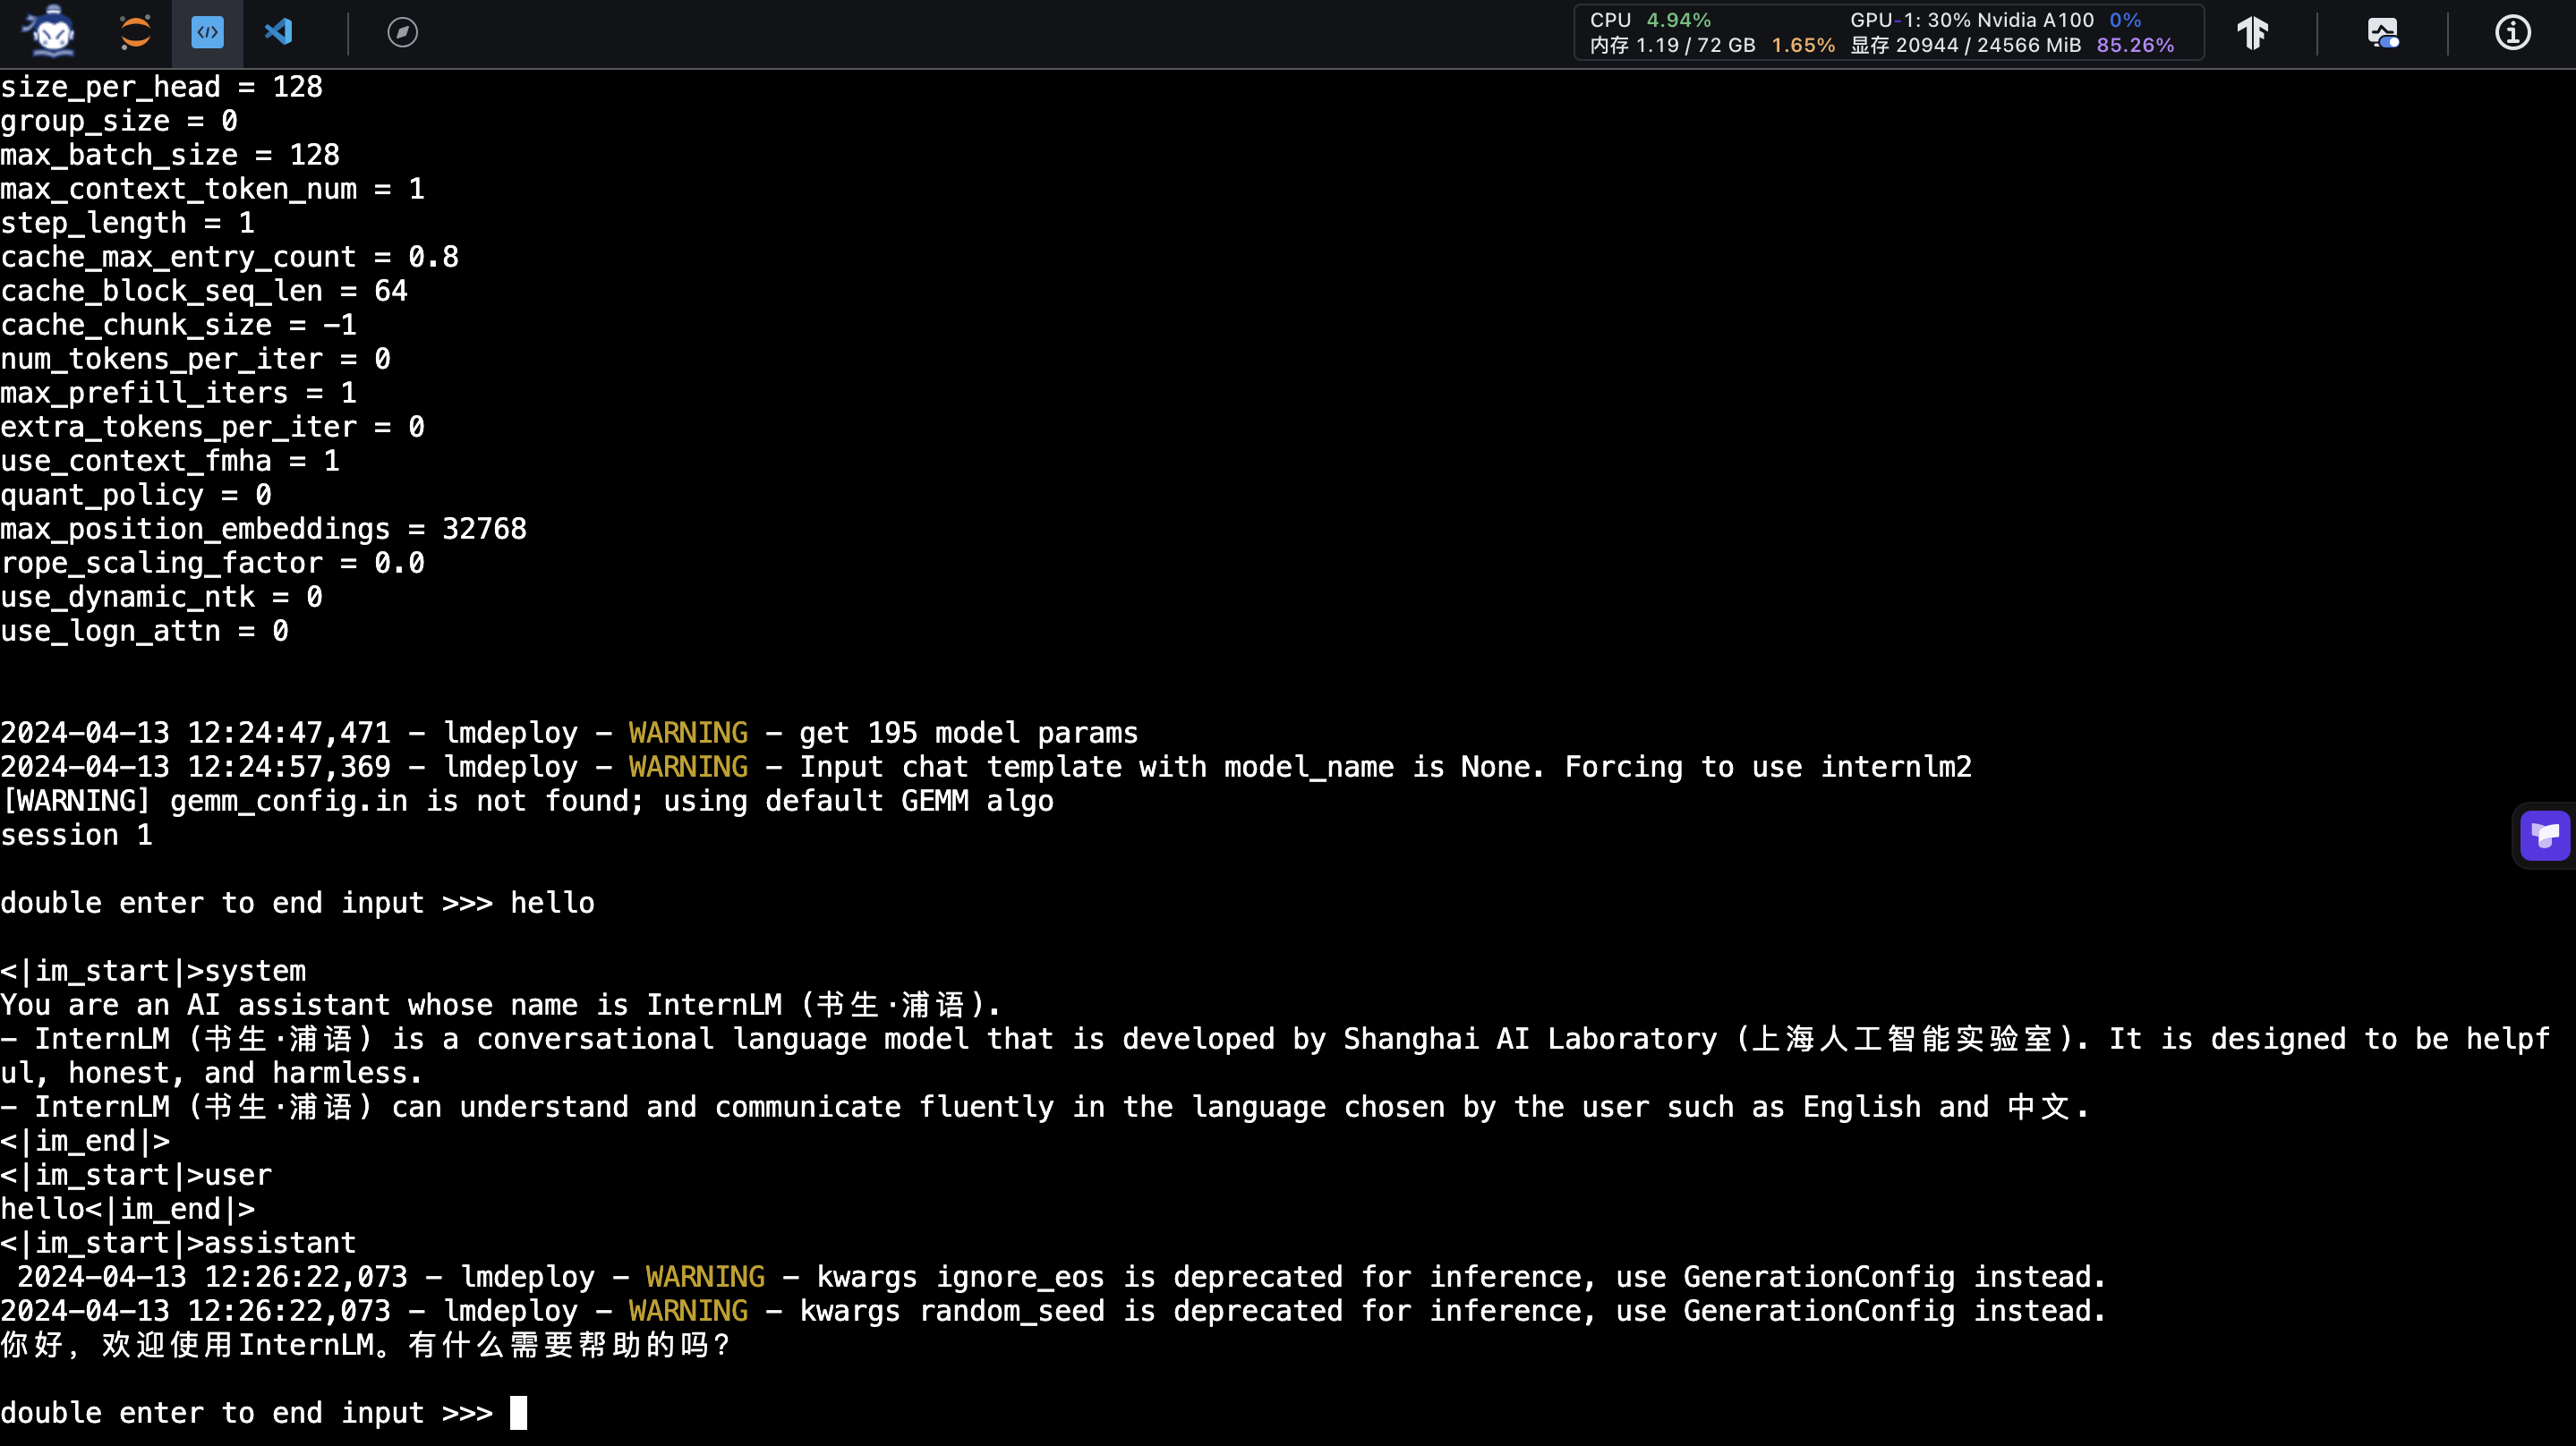 CPU 4.94% GPU-1: 30% Nvidia A100 0%
内存 1.19 / 72 GB 1.65% 显存 20944 / 24566 MiB 85.26%
size_per_head = 128
group_size = 0
max_batch_size = 128
max_context_token_num = 1
step_length = 1
cache_max_entry_count = 0.8
cache_block_seq_len = 64
cache_chunk_size = -1
num_tokens_per_iter = 0
max_prefill_iters = 1
extra_tokens_per_iter = 0
use_context_fmha = 1
quant_policy = 0
max_position_embeddings = 32768
rope_scaling_factor = 0.0
use_dynamic_ntk = 0
use_logn_attn = 0
2024-04-13 12:24:47,471 - lmdeploy - WARNING - get 195 model params
2024-04-13 12:24:57,369 - lmdeploy - WARNING - Input chat template with model_name is None. Forcing to use internlm2
[WARNING] gemm_config.in is not found; using default GEMM algo
session 1
double enter to end input >>> hello
<|im_start|>system
You are an AI assistant whose name is InternLM (书生·浦语).
- InternLM (书生·浦语) is a conversational language model that is developed by Shanghai AI Laboratory (上海人工智能实验室). It is designed to be helpf
ul, honest, and harmless.
- InternLM (书生·浦语) can understand and communicate fluently in the language chosen by the user such as English and 中文.
<|im_end|>
<|im_start|>user
hello<|im_end|>
<|im_start|>assistant
2024-04-13 12:26:22,073 - lmdeploy - WARNING - kwargs ignore_eos is deprecated for inference, use GenerationConfig instead.
2024-04-13 12:26:22,073 - lmdeploy - WARNING - kwargs random_seed is deprecated for inference, use GenerationConfig instead.
你好，欢迎使用InternLM。有什么需要帮助的吗？
double enter to end input >>>